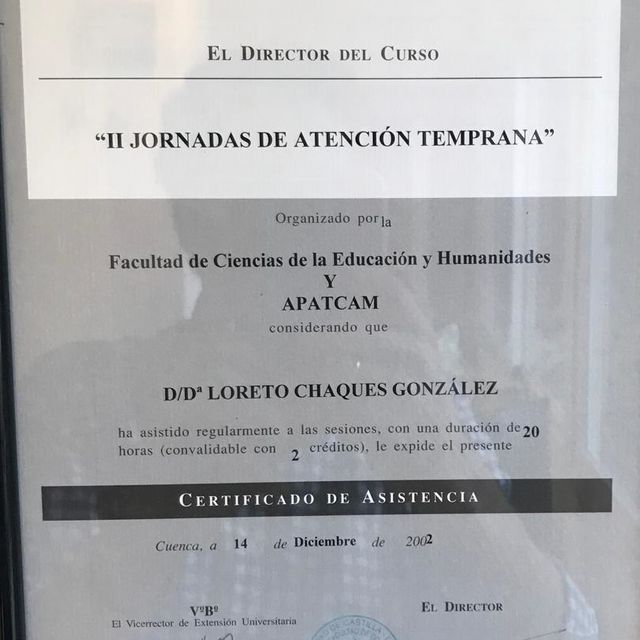 EL DIRECTOR DEL CURSO
“II JORNADAS DE ATENCIÓN TEMPRANA”
Organizado por la
Facultad de Ciencias de la Educación y Humanidades
Y
APATCAM
considerando que
D/Dª LORETO CHAQUES GONZÁLEZ
ha asistido regularmente a las sesiones, con una duración de 20
horas (convalidable con 2 créditos), le expide el presente
CERTIFICADO DE ASISTENCIA
Cuenca, a 14 de Diciembre de 2002
VºBº
El Vicerrector de Extensión Universitaria
EL DIRECTOR